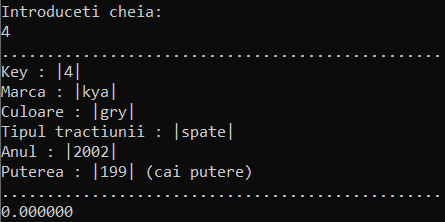 Introduceti cheia:
4
..................................................
Key : |4|
Marca : |kya|
Culoare : |gry|
Tipul tractiunii : |spate|
Anul : |2002|
Puterea : |199| (cai putere)
..................................................
0.000000